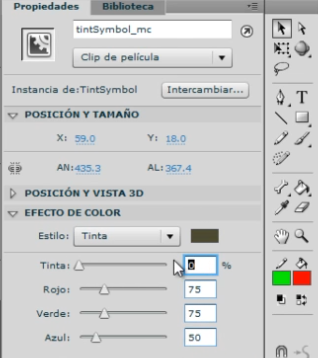 Propiedades Biblioteca
tintSymbol_mc
Clip de película
Instancia de:TintSymbol Intercambiar...
POSICIÓN Y TAMAÑO
X: 59.0 Y: 18.0
AN:435.3 AL:367.4
POSICIÓN Y VISTA 3D
EFECTO DE COLOR
Estilo: Tinta
Tinta: 0 %
Rojo: 75
Verde: 75
Azul: 50